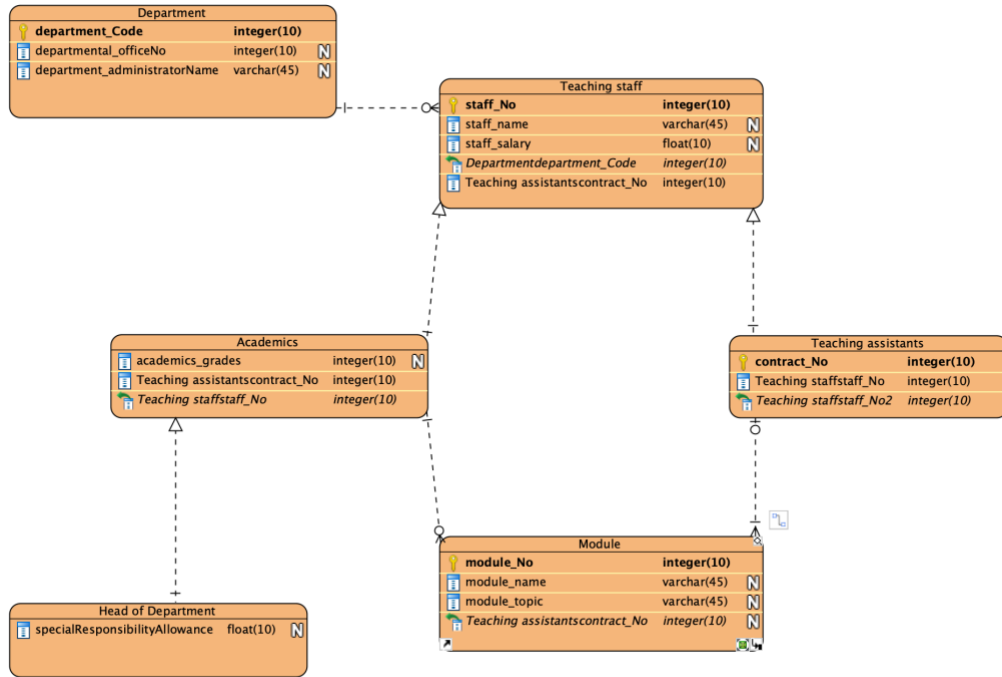 Department
department_Code integer(10)
departmental_officeNo integer(10) N
department_administratorName varchar(45) N
Teaching staff
staff_No integer(10)
staff_name varchar(45) N
staff_salary float(10) N
Departmentdepartment_Code integer(10)
Teaching assistantscontract_No integer(10)
Academics
academics_grades integer(10) N
Teaching assistantscontract_No integer(10)
Teaching staffstaff_No integer(10)
Teaching assistants
contract_No integer(10)
Teaching staffstaff_No integer(10)
Teaching staffstaff_No2 integer(10)
Module
module_No integer(10)
module_name varchar(45) N
module_topic varchar(45) N
Teaching assistantscontract_No integer(10) N
Head of Department
specialResponsibilityAllowance float(10) N